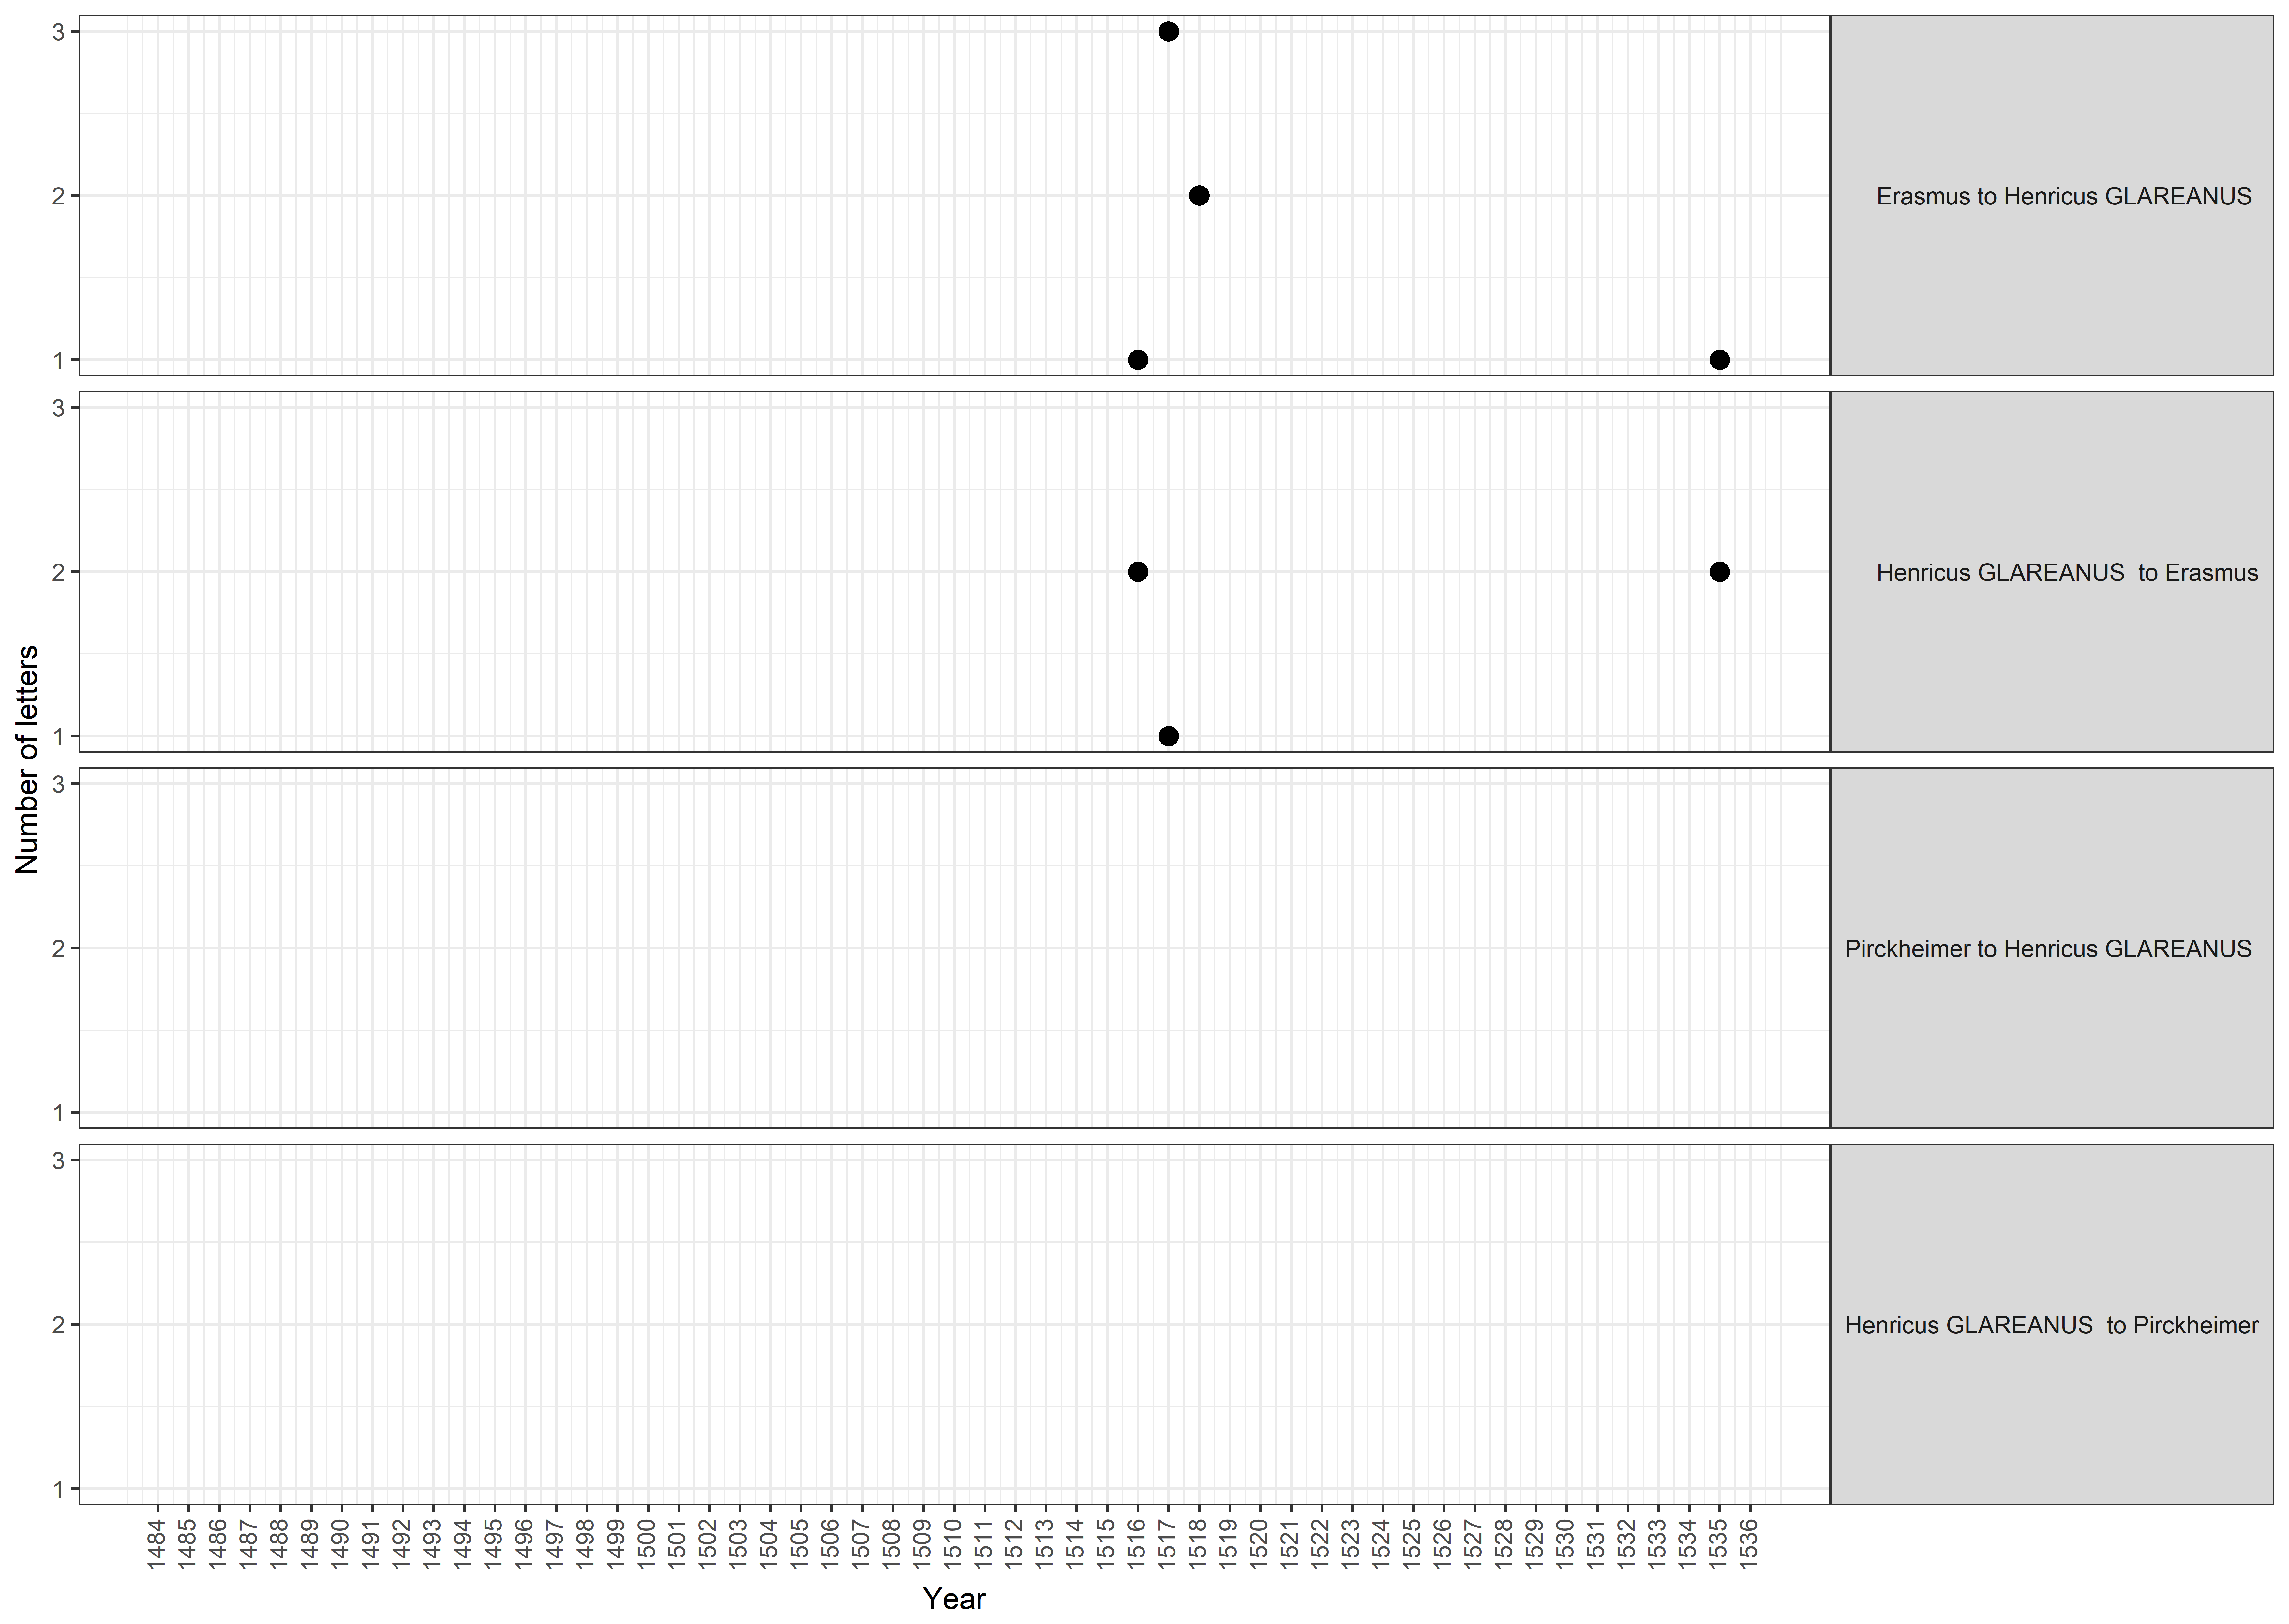 Number of letters
3
2
1
Erasmus to Henricus GLAREANUS
3
2
1
Henricus GLAREANUS  to Erasmus
3
2
1
Pirckheimer to Henricus GLAREANUS
3
2
1
Henricus GLAREANUS  to Pirckheimer
1484 1485 1486 1487 1488 1489 1490 1491 1492 1493 1494 1495 1496 1497 1498 1499 1500 1501 1502 1503 1504 1505 1506 1507 1508 1509 1510 1511 1512 1513 1514 1515 1516 1517 1518 1519 1520 1521 1522 1523 1524 1525 1526 1527 1528 1529 1530 1531 1532 1533 1534 1535 1536
Year